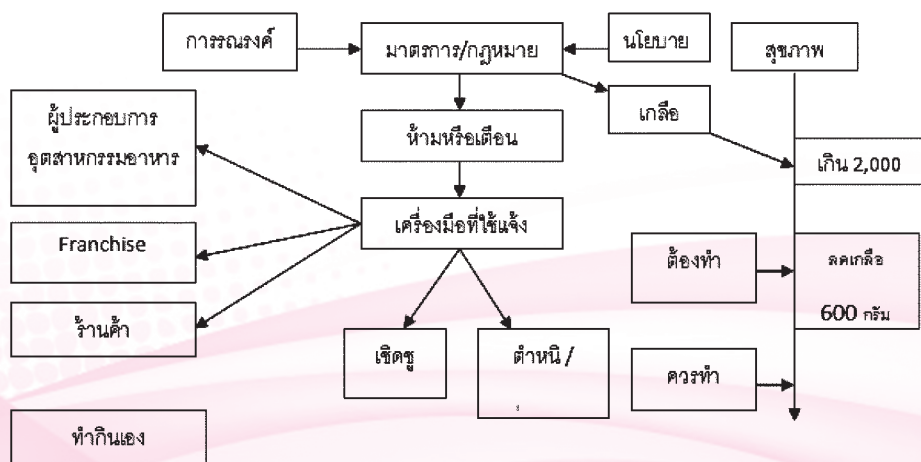 การรณรงค์
มาตรการ/กฎหมาย
นโยบาย
สุขภาพ
ผู้ประกอบการ
อุตสาหกรรมอาหาร
ห้ามหรือเตือน
เกลือ
เกิน 2,000
เครื่องมือที่ใช้แจ้ง
Franchise
ต้องทำ
ลดเกลือ
600 กรัม
ร้านค้า
เชิดชู
ตำหนิ /
ควรทำ
ทำกินเอง